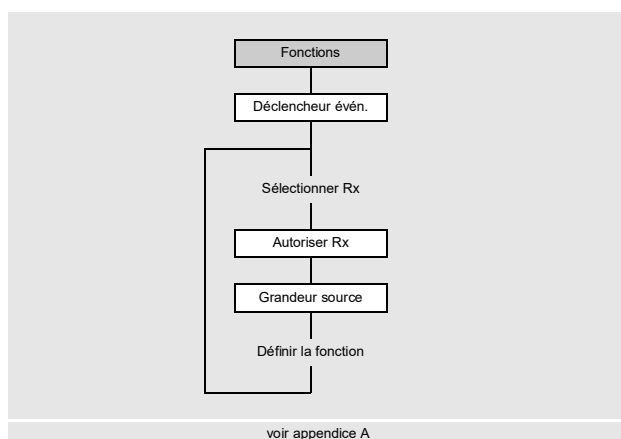 Fonctions
Déclencheur évén.
Sélectionner Rx
Autoriser Rx
Grandeur source
Définir la fonction
voir appendice A